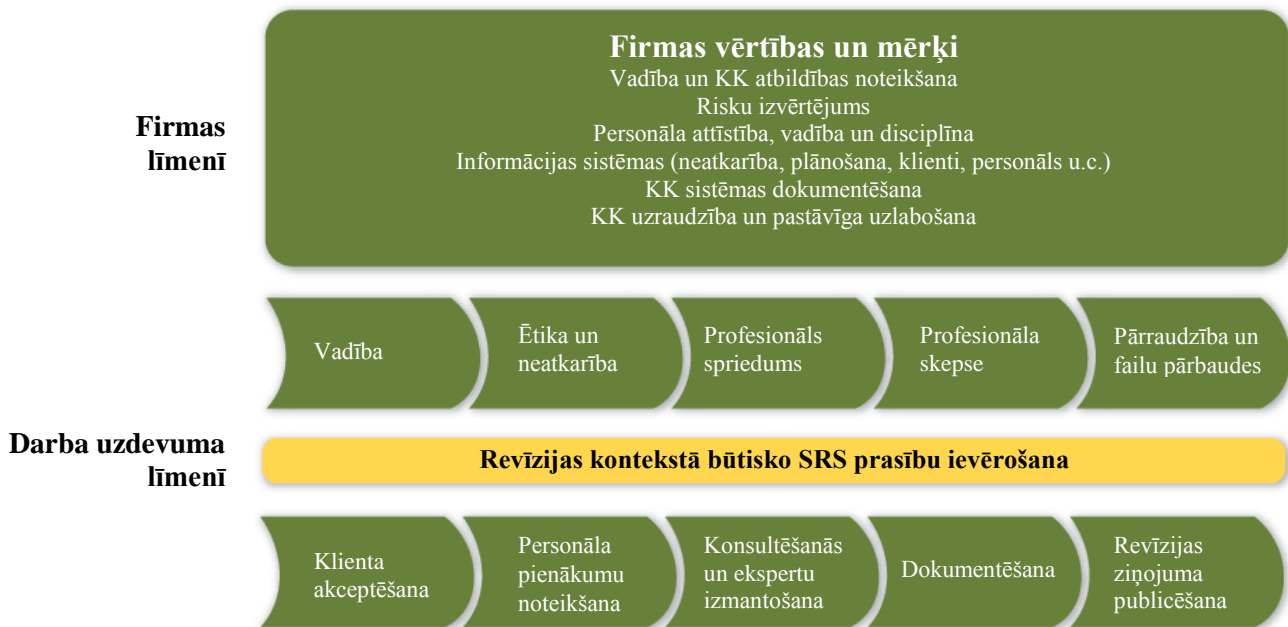 Firmas vērtības un mērķi
Vadība un KK atbildības noteikšana
Risku izvērtējums
Personāla attīstība, vadība un disciplīna
Informācijas sistēmas (neatkarība, plānošana, klienti, personāls u.c.)
KK sistēmas dokumentēšana
KK uzraudzība un pastāvīga uzlabošana
Firmas
līmenī
Vadība
Ētika un
neatkarība
Profesionāls
spriedums
Profesionāla
skepse
Pārraudzība un
failu pārbaudes
Darba uzdevuma
līmenī
Revīzijas kontekstā būtisko SRS prasību ievērošana
Klienta
akceptēšana
Personāla
pienākumu
noteikšana
Konsultēšanās
un ekspertu
izmantošana
Dokumentēšana
Revīzijas
ziņojuma
publicēšana